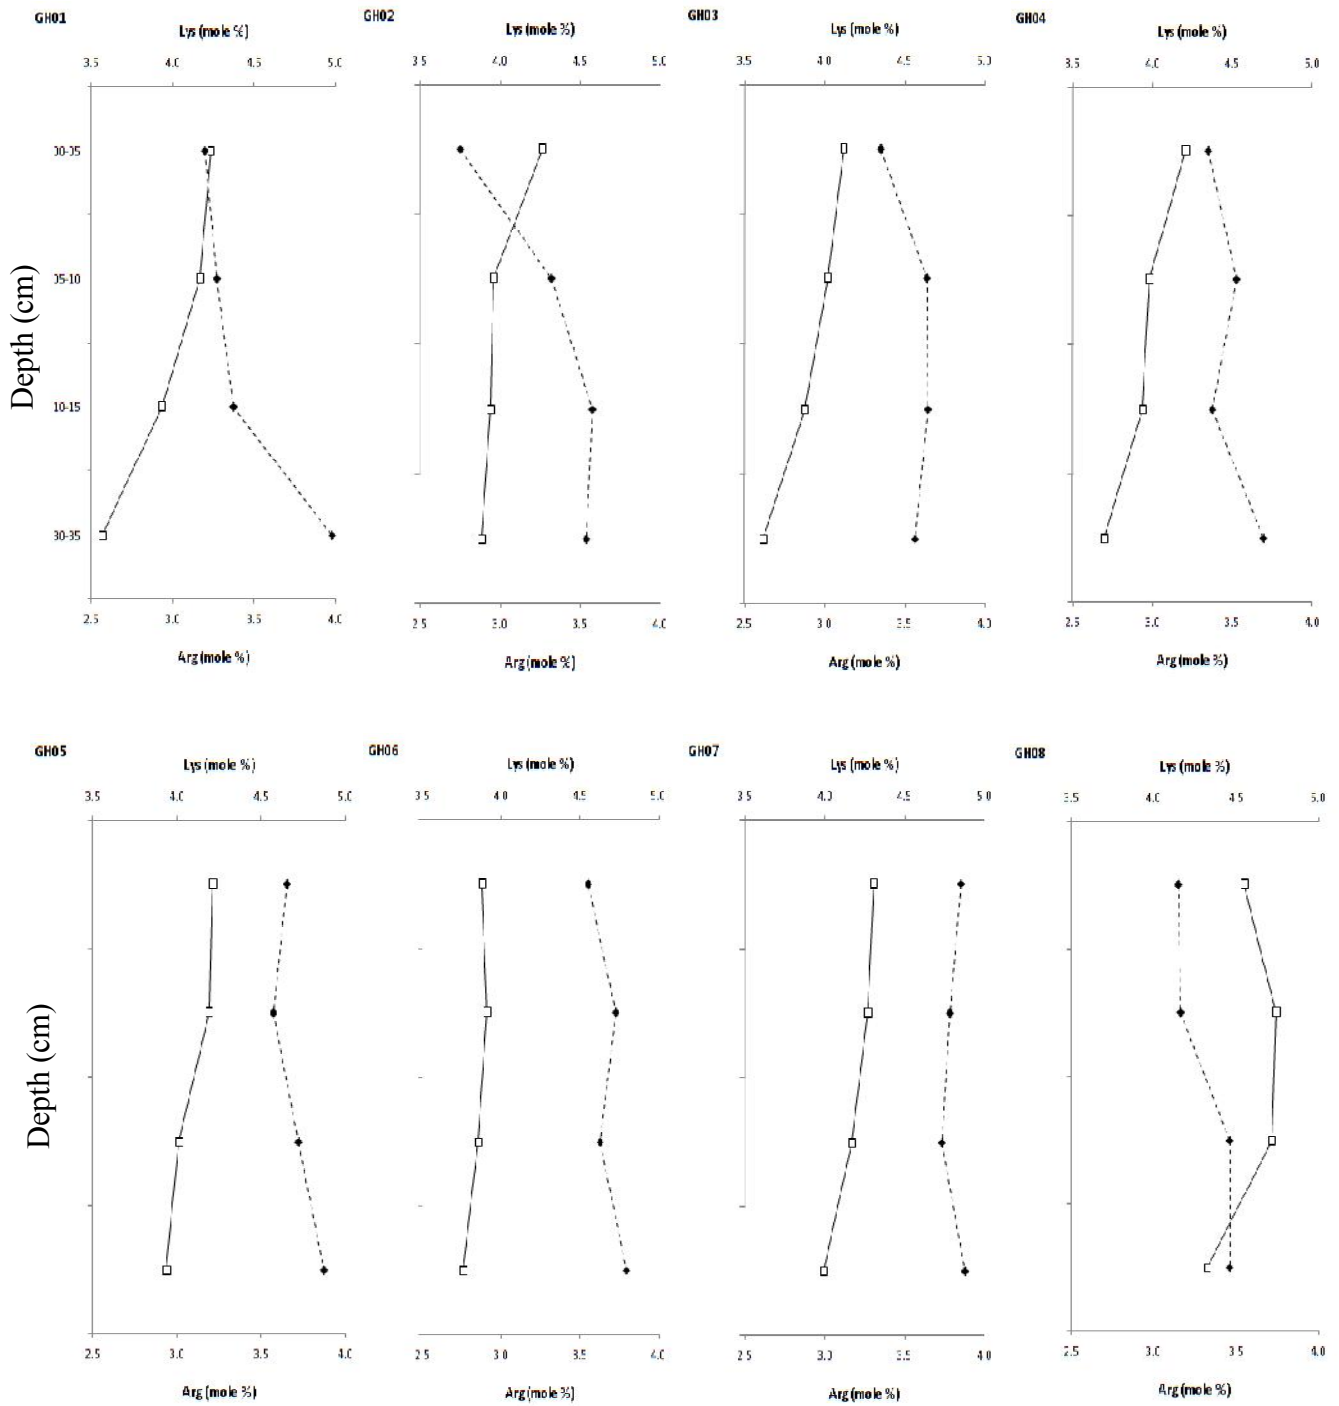 GH01 GH02 GH03 GH04
Lys (mole %) Lys (mole %) Lys (mole %) Lys (mole %)
3.5 4.0 4.5 5.0 3.5 4.0 4.5 5.0 3.5 4.0 4.5 5.0 3.5 4.0 4.5 5.0
00-05
05-10
Depth (cm)
10-15
30-35
2.5 3.0 3.5 4.0 2.5 3.0 3.5 4.0 2.5 3.0 3.5 4.0 2.5 3.0 3.5 4.0
Arg (mole %) Arg (mole %) Arg (mole %) Arg (mole %)
GH05 GH06 GH07 GH08
Lys (mole %) Lys (mole %) Lys (mole %) Lys (mole %)
3.5 4.0 4.5 5.0 3.5 4.0 4.5 5.0 3.5 4.0 4.5 5.0 3.5 4.0 4.5 5.0
Depth (cm)
2.5 3.0 3.5 4.0 2.5 3.0 3.5 4.0 2.5 3.0 3.5 4.0 2.5 3.0 3.5 4.0
Arg (mole %) Arg (mole %) Arg (mole %) Arg (mole %)